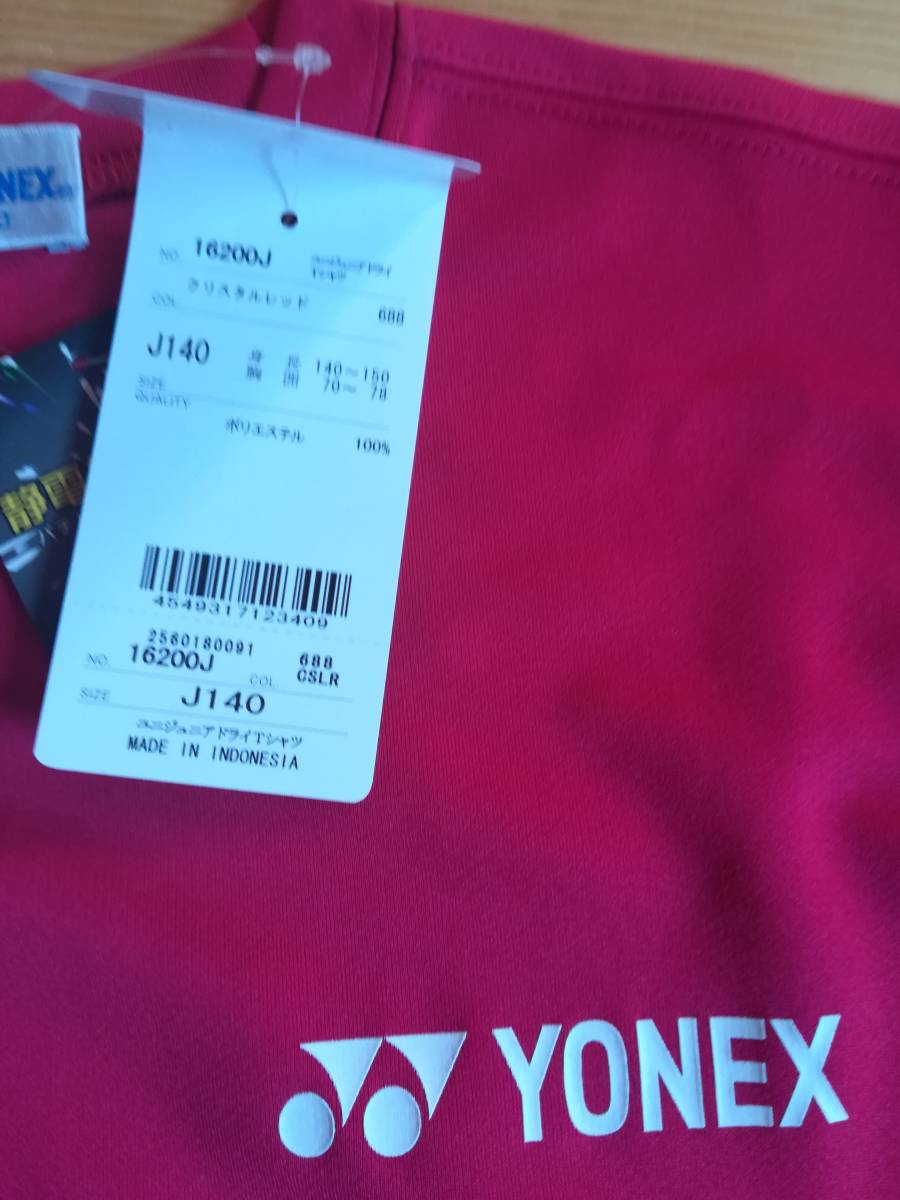 NEX
NO. 16200J ユニジュニアドライ
Tシャツ
COL クリスタルレッド 688
J140 身長 140～150
胸囲 70～ 78
SIZE
QUALITY
ポリエステル 100%
静電
4549317123409
2560180091
NO. 16200J COL 688
CSLR
SIZE J140
ユニジュニアドライTシャツ
MADE IN INDONESIA
YONEX